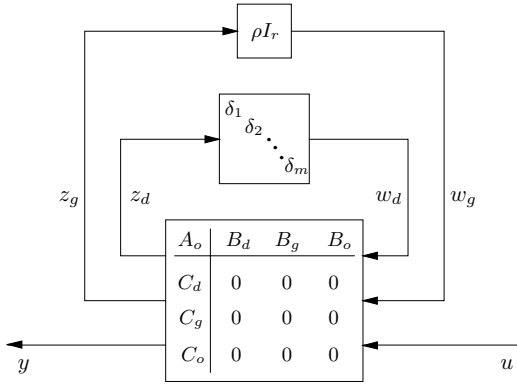 ρI_r
δ_1
δ_2
δ_m
z_g z_d w_d w_g
A_o B_d B_g B_o
C_d 0 0 0
C_g 0 0 0
C_o 0 0 0
y u